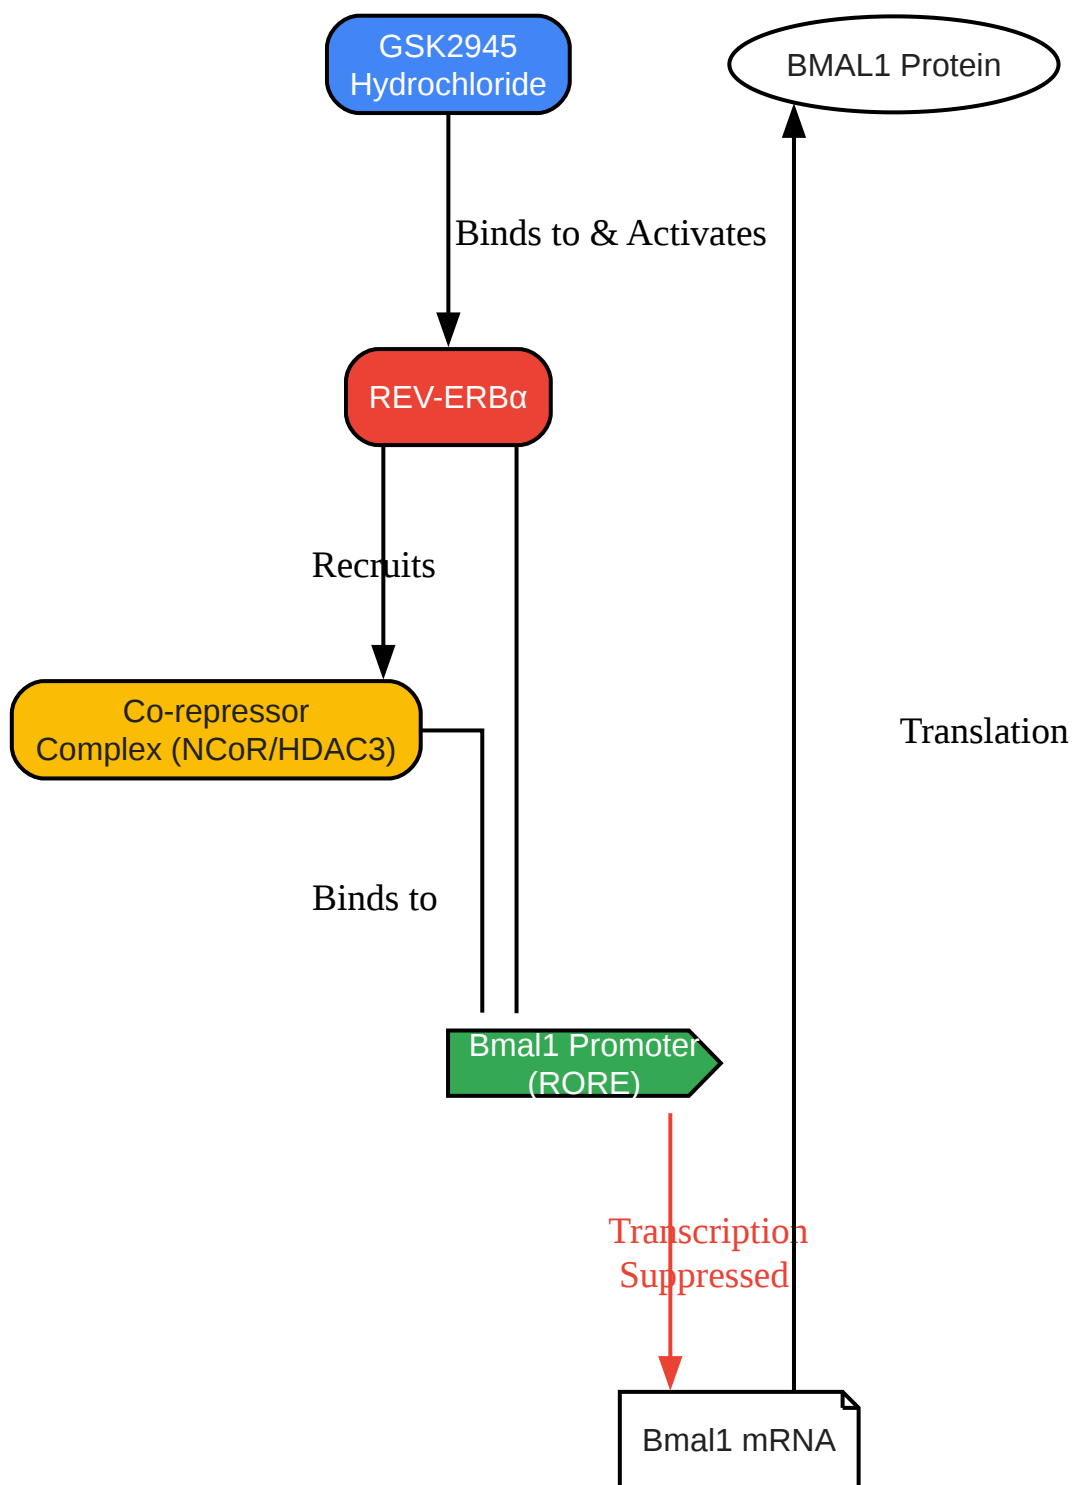 GSK2945
Hydrochloride
BMAL1 Protein
Binds to & Activates
REV-ERBα
Recruits
Co-repressor
Complex (NCoR/HDAC3)
Translation
Binds to
Bmal1 Promoter
(RORE)
Transcription
Suppressed
Bmal1 mRNA